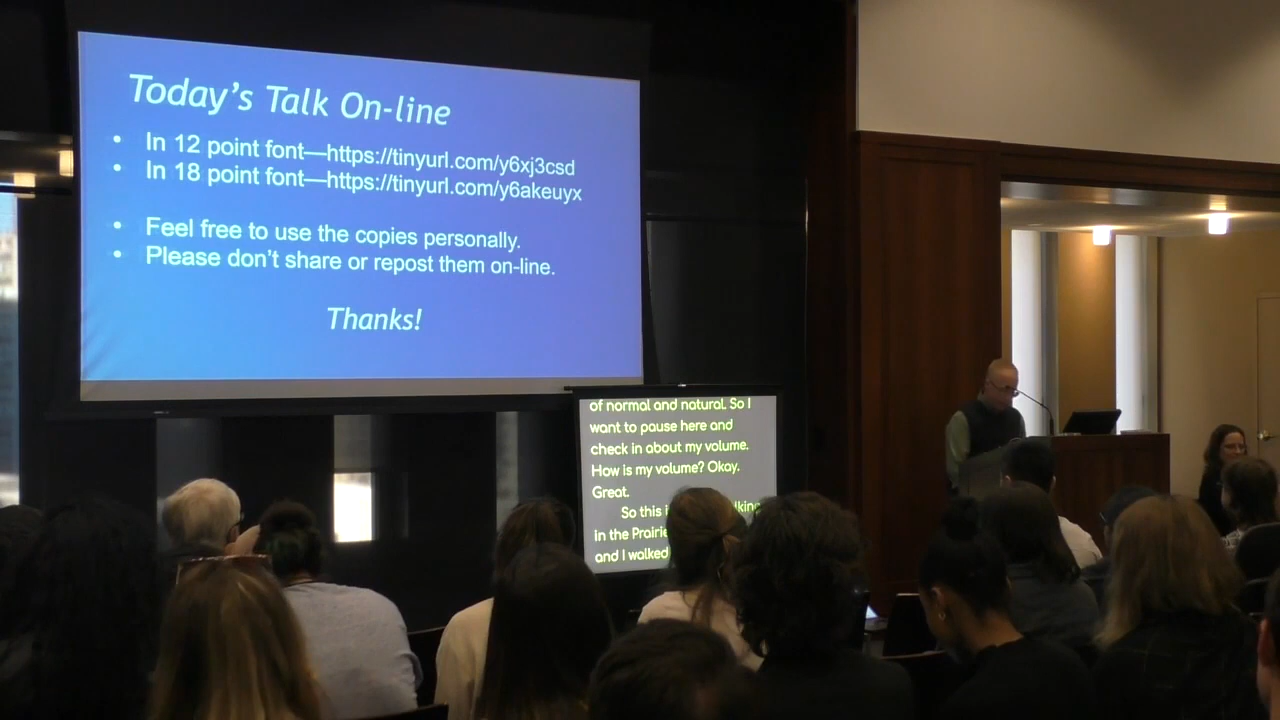 Today's Talk On-line
• In 12 point font—https://tinyurl.com/y6xj3csd
• In 18 point font—https://tinyurl.com/y6akeuyx
• Feel free to use the copies personally.
• Please don't share or repost them on-line.
Thanks!
of normal and natural. So I
want to pause here and
check in about my volume.
How is my volume? Okay.
Great.
So this
in the
and I walked